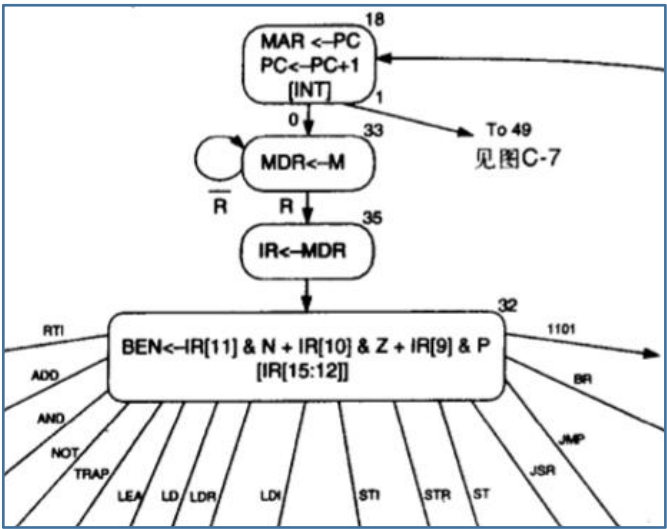 18
MAR <–PC
PC<–PC+1
[INT]
0
1
To 49
见图C-7
33
MDR<–M
R̅
R
35
IR<–MDR
32
BEN<–IR[11] & N + IR[10] & Z + IR[9] & P
[IR[15:12]]
RTI
ADD
AND
NOT
TRAP
LEA
LD
LDR
LDI
STI
STR
ST
JSR
JMP
BR
1101